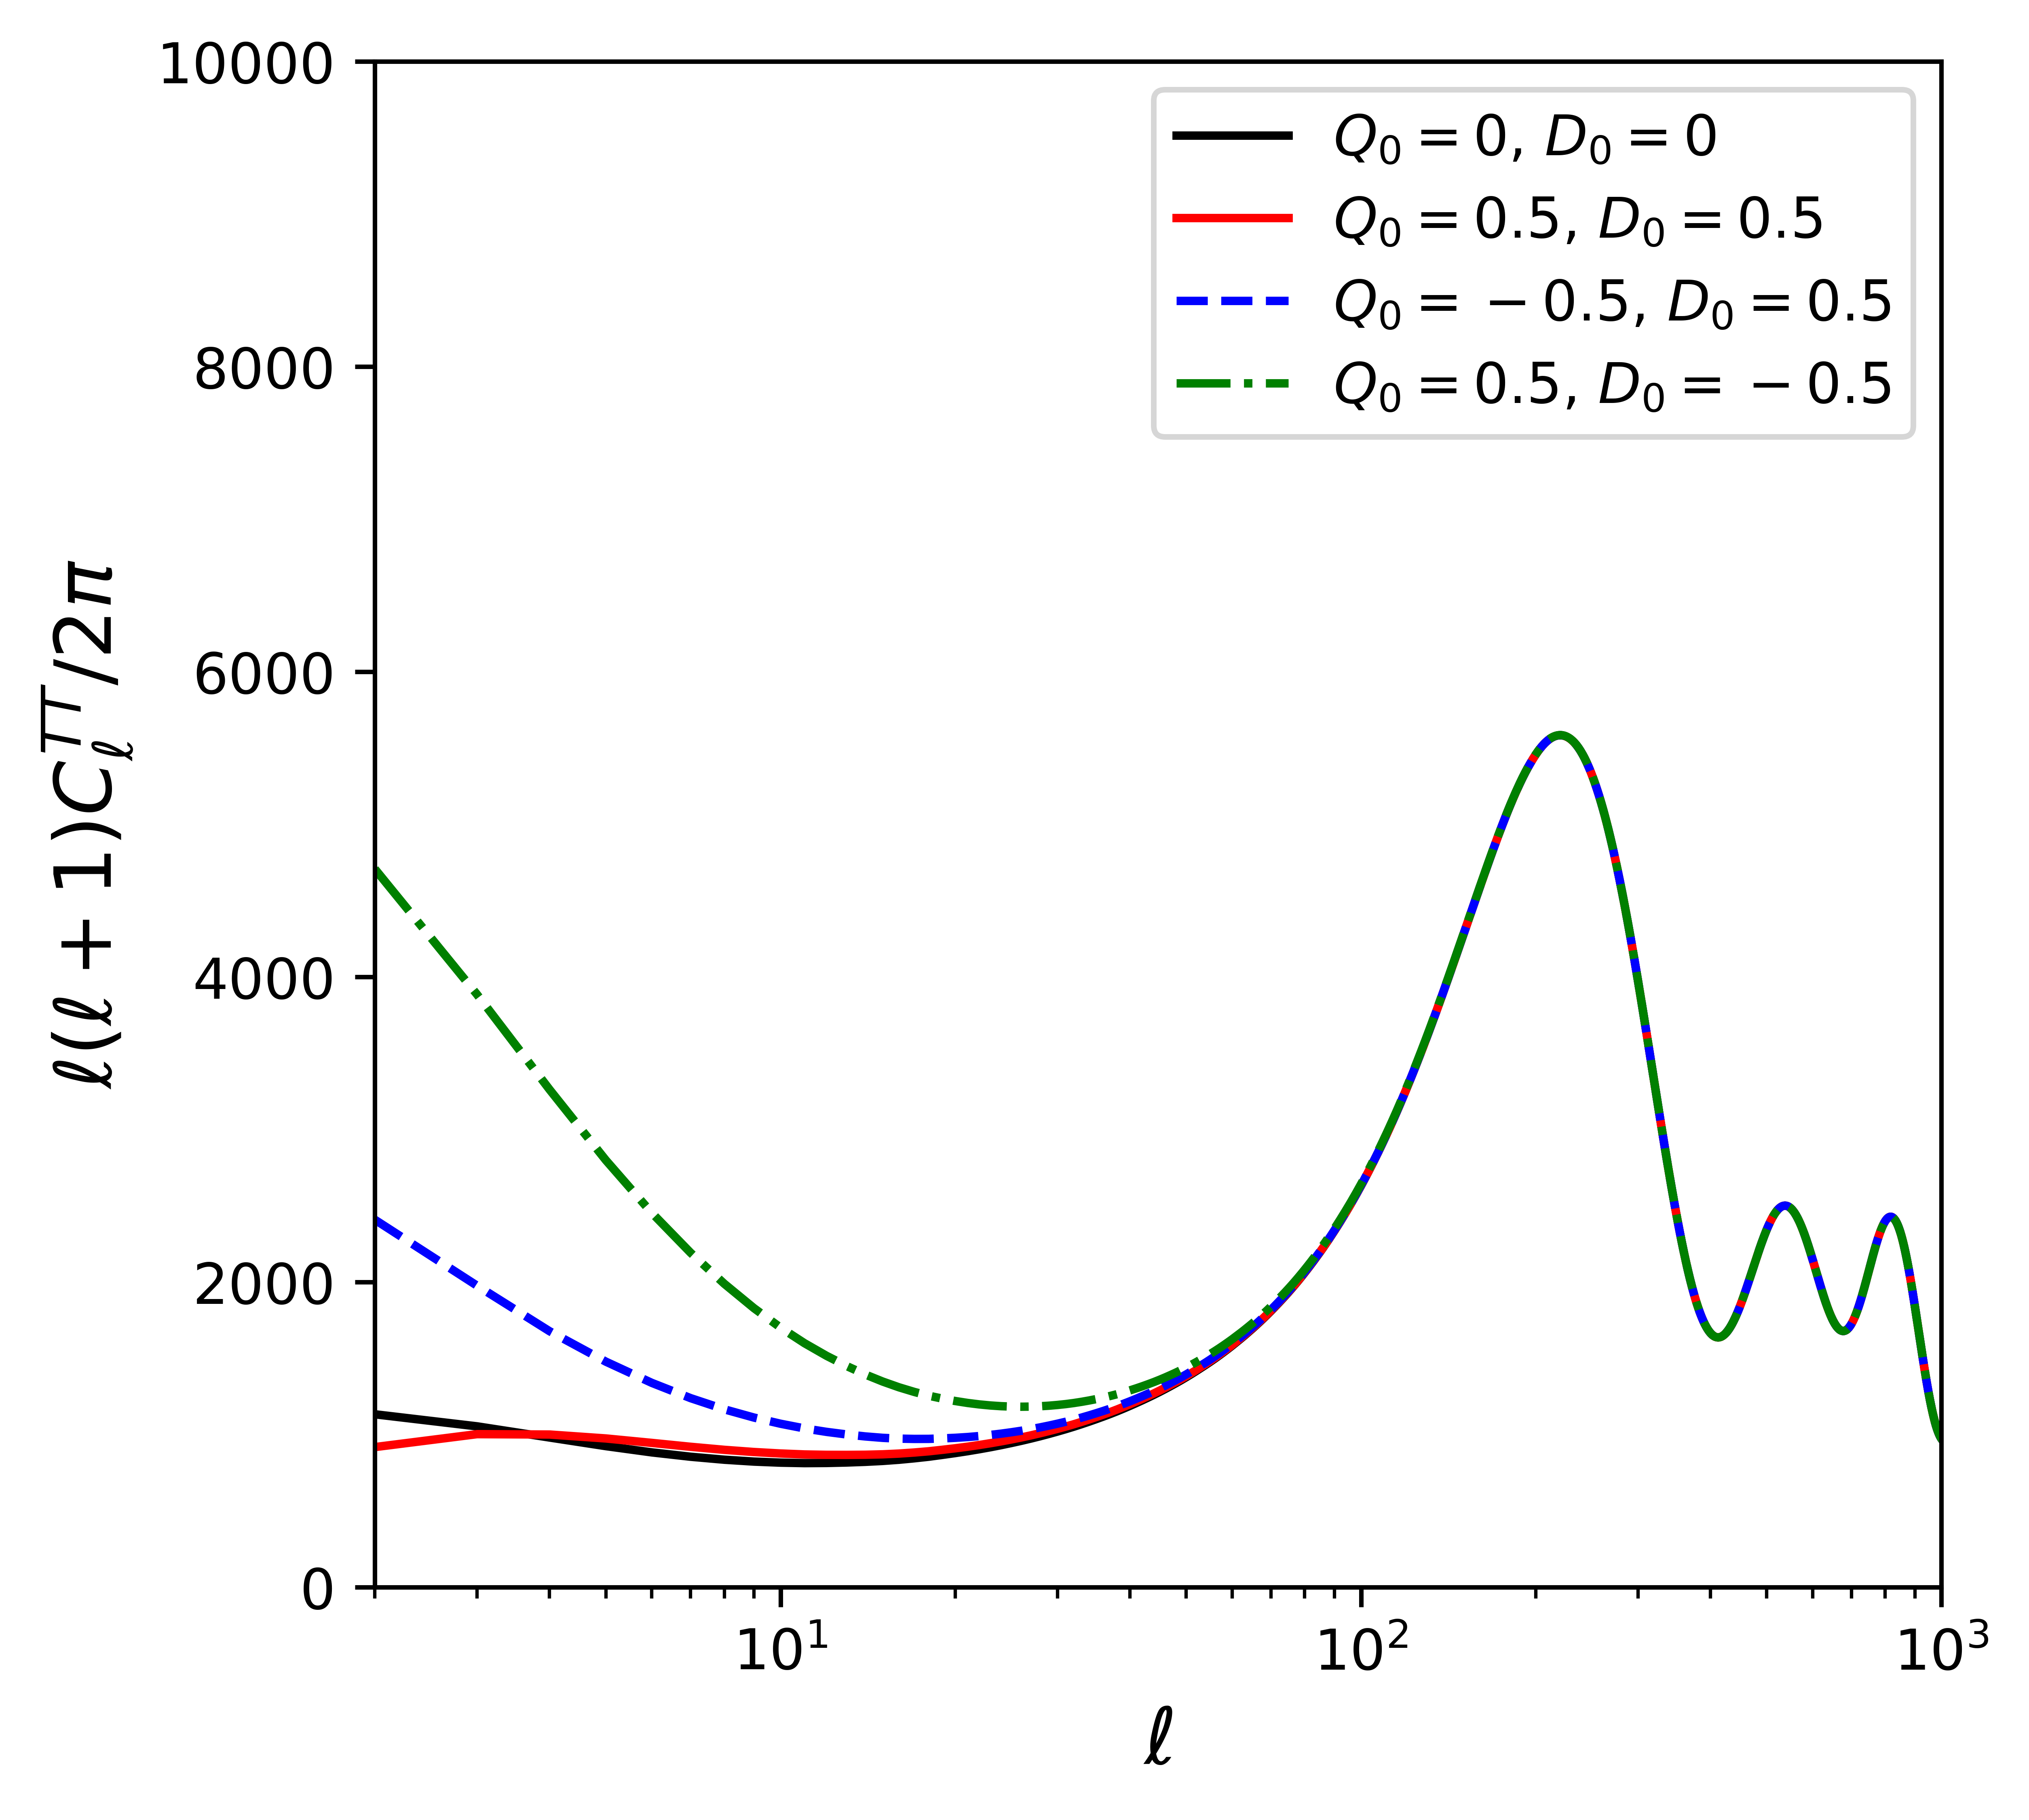 10000
8000
6000
4000
2000
0
ℓ(ℓ + 1)C_ℓ^{TT}/2π
Q₀ = 0, D₀ = 0
Q₀ = 0.5, D₀ = 0.5
Q₀ = − 0.5, D₀ = 0.5
Q₀ = 0.5, D₀ = − 0.5
10¹ 10² 10³
ℓ